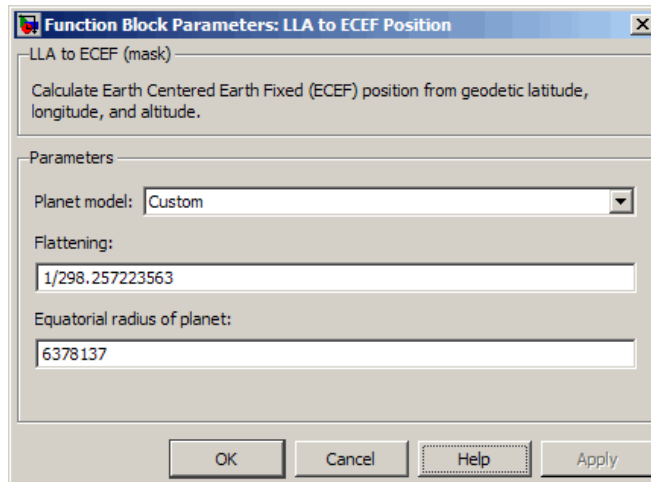 Function Block Parameters: LLA to ECEF Position
LLA to ECEF (mask)
Calculate Earth Centered Earth Fixed (ECEF) position from geodetic latitude,
longitude, and altitude.
Parameters
Planet model: Custom
Flattening:
1/298.257223563
Equatorial radius of planet:
6378137
OK Cancel Help Apply